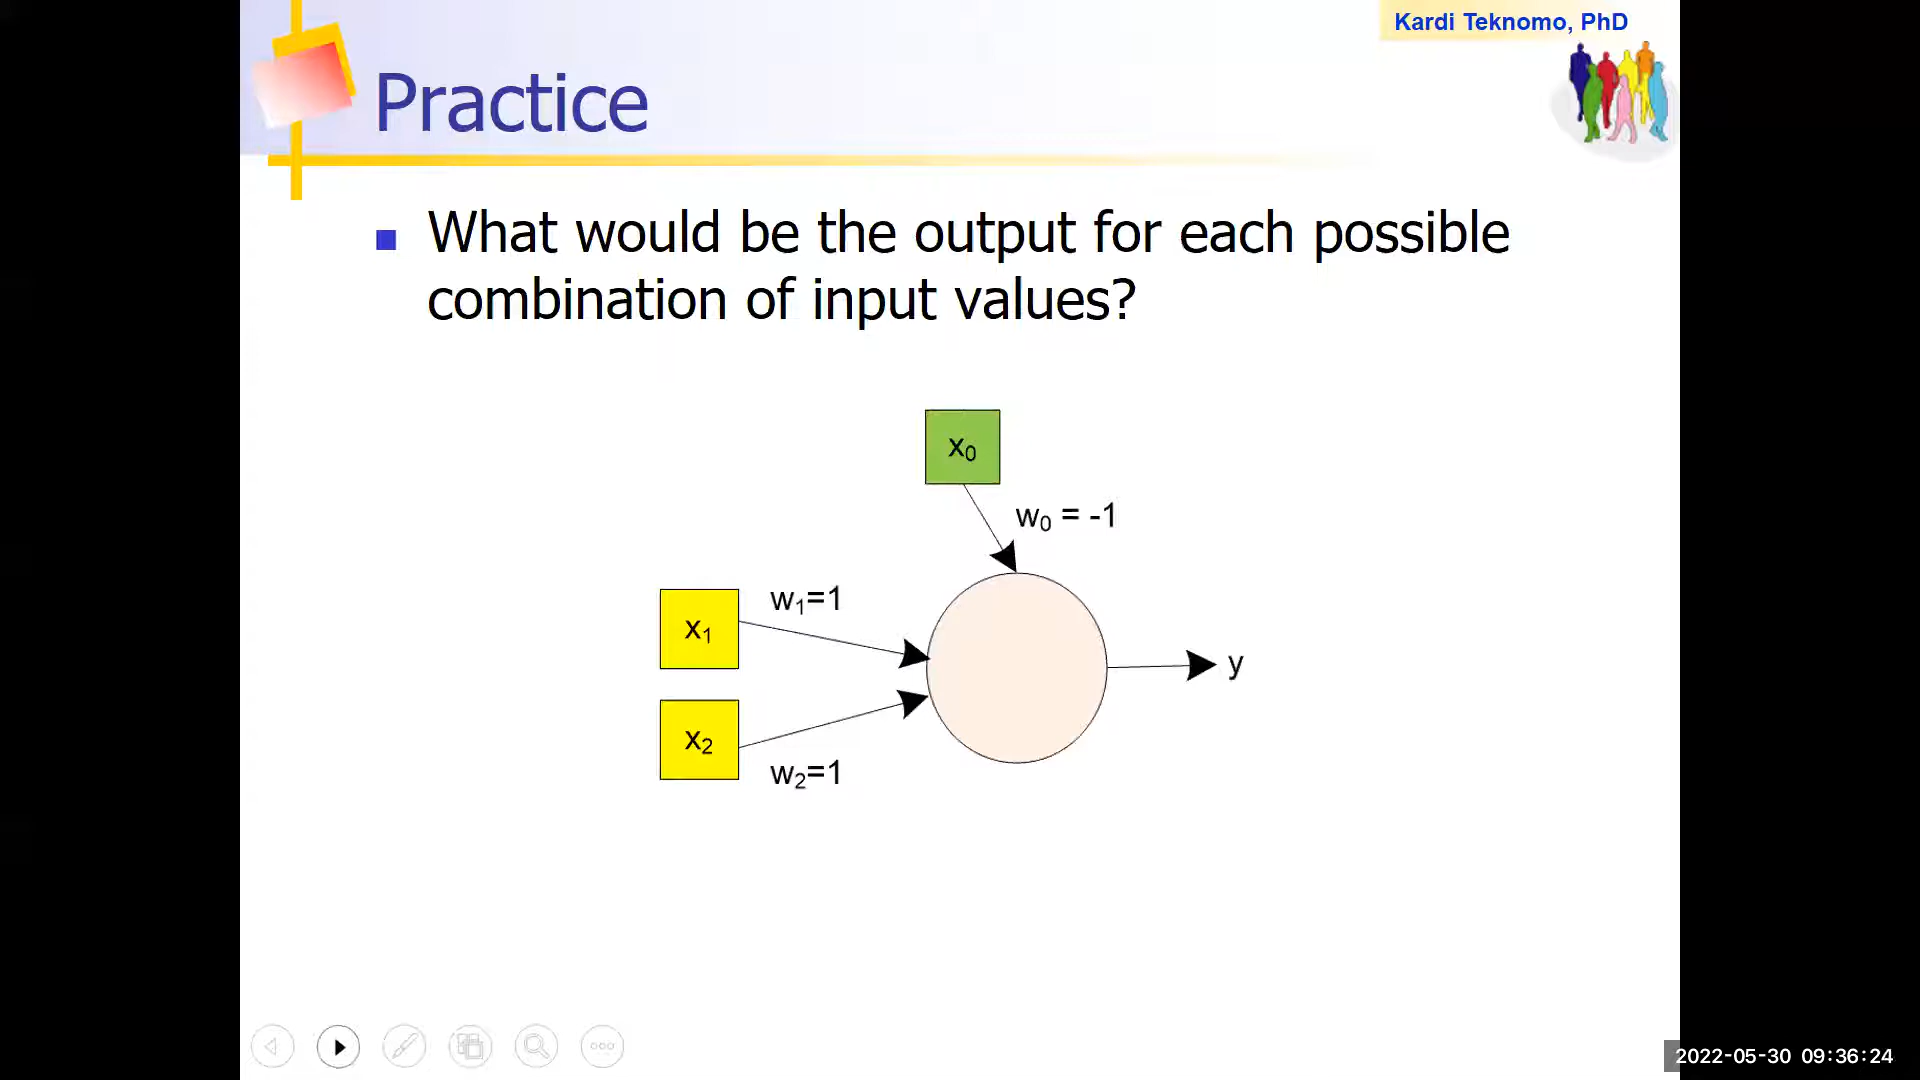 Kardi Teknomo, PhD
Practice
What would be the output for each possible
combination of input values?
x₀
w₀ = -1
w₁=1
x₁
y
x₂
w₂=1
2022-05-30 09:36:24